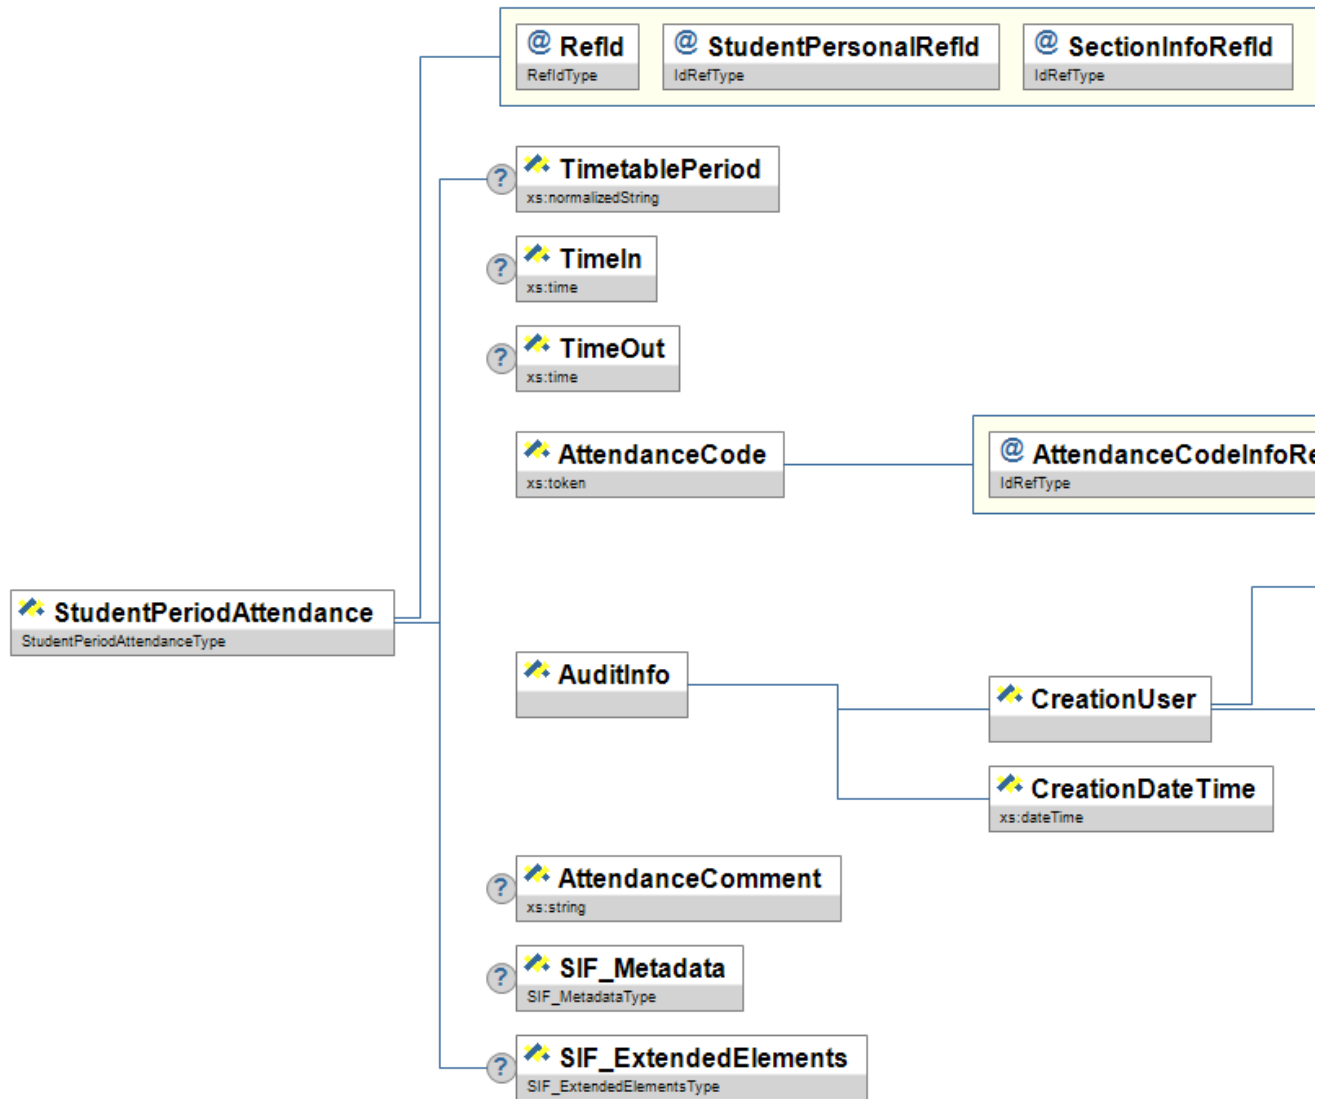 @ RefId
RefIdType
@ StudentPersonalRefId
IdRefType
@ SectionInfoRefId
IdRefType
? TimetablePeriod
xs:normalizedString
? TimeIn
xs:time
? TimeOut
xs:time
AttendanceCode
xs:token
@ AttendanceCodeInfoRe
IdRefType
StudentPeriodAttendance
StudentPeriodAttendanceType
AuditInfo
CreationUser
CreationDateTime
xs:dateTime
? AttendanceComment
xs:string
? SIF_Metadata
SIF_MetadataType
? SIF_ExtendedElements
SIF_ExtendedElementsType